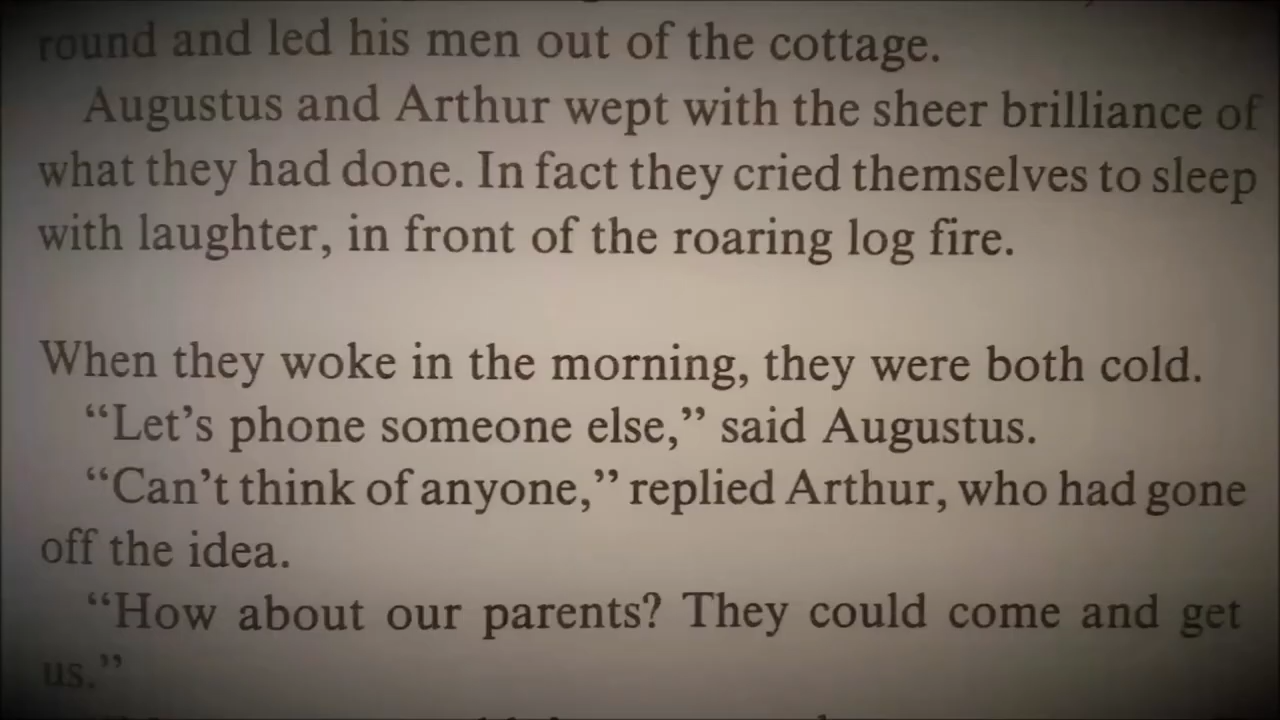 round and led his men out of the cottage.
Augustus and Arthur wept with the sheer brilliance of
what they had done. In fact they cried themselves to sleep
with laughter, in front of the roaring log fire.
When they woke in the morning, they were both cold.
“Let’s phone someone else,” said Augustus.
“Can’t think of anyone,” replied Arthur, who had gone
off the idea.
“How about our parents? They could come and get
us.”